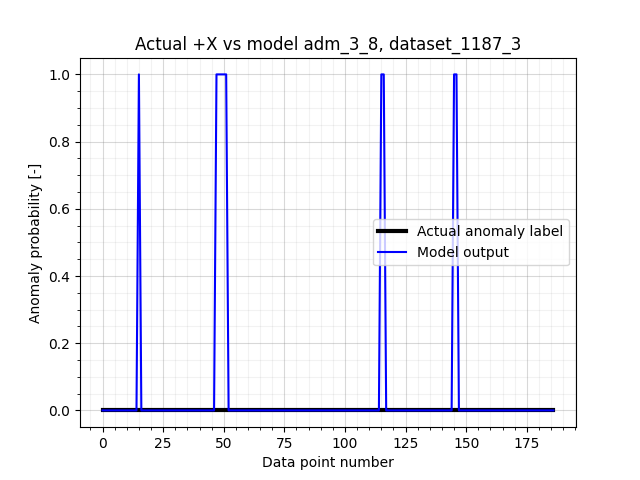 Actual +X vs model adm_3_8, dataset_1187_3
1.0
0.8
0.6
0.4
0.2
0.0
Anomaly probability [-]
Actual anomaly label
Model output
0 25 50 75 100 125 150 175
Data point number